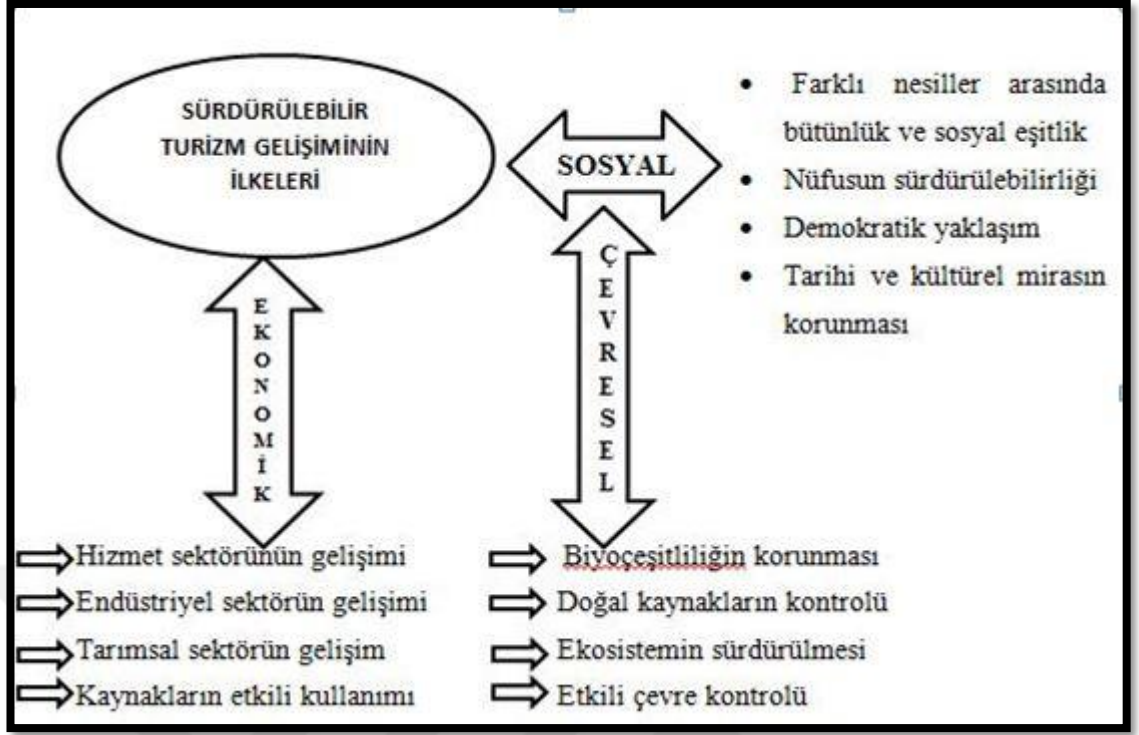 SÜRDÜRÜLEBİLİR
TURİZM GELİŞİMİNİN
İLKELERİ
SOSYAL
• Farklı nesiller arasında
bütünlük ve sosyal eşitlik
• Nüfusun sürdürülebilirliği
• Demokratik yaklaşım
• Tarihi ve kültürel mirasın
korunması
EKONOMİK
ÇEVRESEL
Hizmet sektörünün gelişimi
Endüstriyel sektörün gelişimi
Tarımsal sektörün gelişim
Kaynakların etkili kullanımı
Biyoçeşitliliğin korunması
Doğal kaynakların kontrolü
Ekosistemin sürdürülmesi
Etkili çevre kontrolü